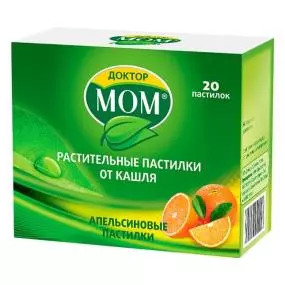 ДОКТОР
МОМ®
20
пастилок
РАСТИТЕЛЬНЫЕ ПАСТИЛКИ
ОТ КАШЛЯ
АПЕЛЬСИНОВЫЕ
ПАСТИЛКИ